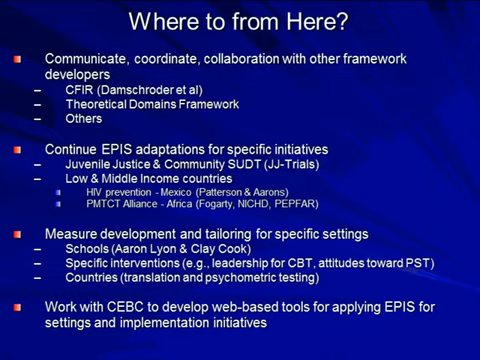 Where to from Here?
Communicate, coordinate, collaboration with other framework
developers
– CFIR (Damschroder et al)
– Theoretical Domains Framework
– Others
Continue EPIS adaptations for specific initiatives
– Juvenile Justice & Community SUDT (JJ-Trials)
– Low & Middle Income countries
HIV prevention - Mexico (Patterson & Aarons)
PMTCT Alliance - Africa (Fogarty, NICHD, PEPFAR)
Measure development and tailoring for specific settings
– Schools (Aaron Lyon & Clay Cook)
– Specific interventions (e.g., leadership for CBT, attitudes toward PST)
– Countries (translation and psychometric testing)
Work with CEBC to develop web-based tools for applying EPIS for
settings and implementation initiatives